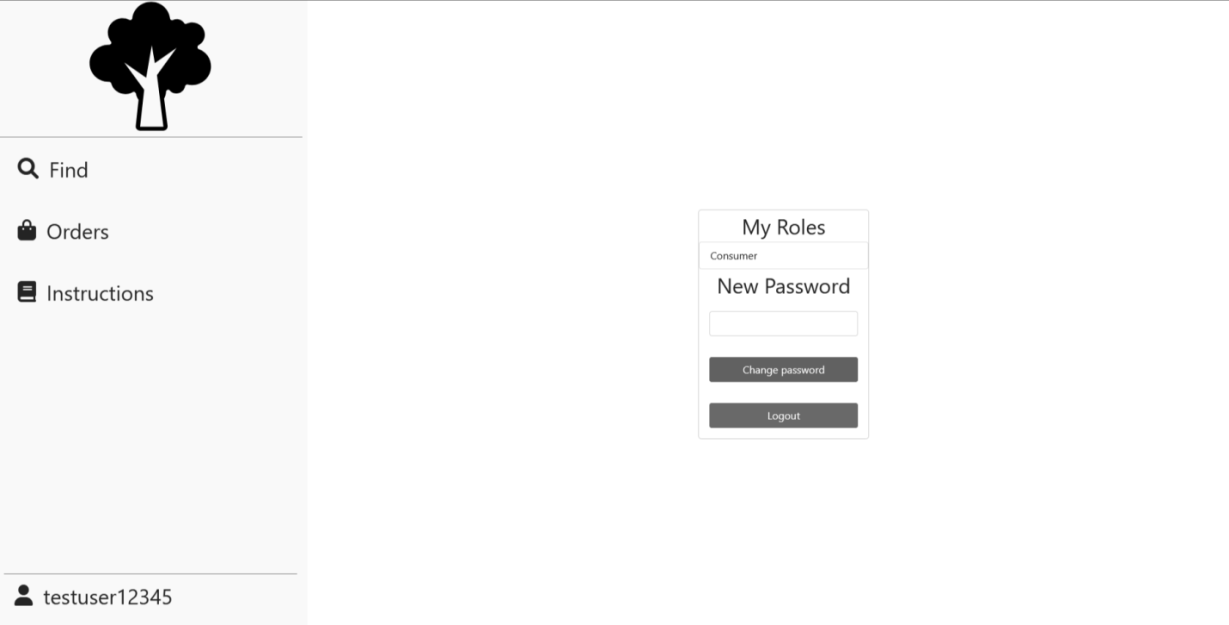 Find
Orders
Instructions
testuser12345
My Roles
Consumer
New Password
Change password
Logout